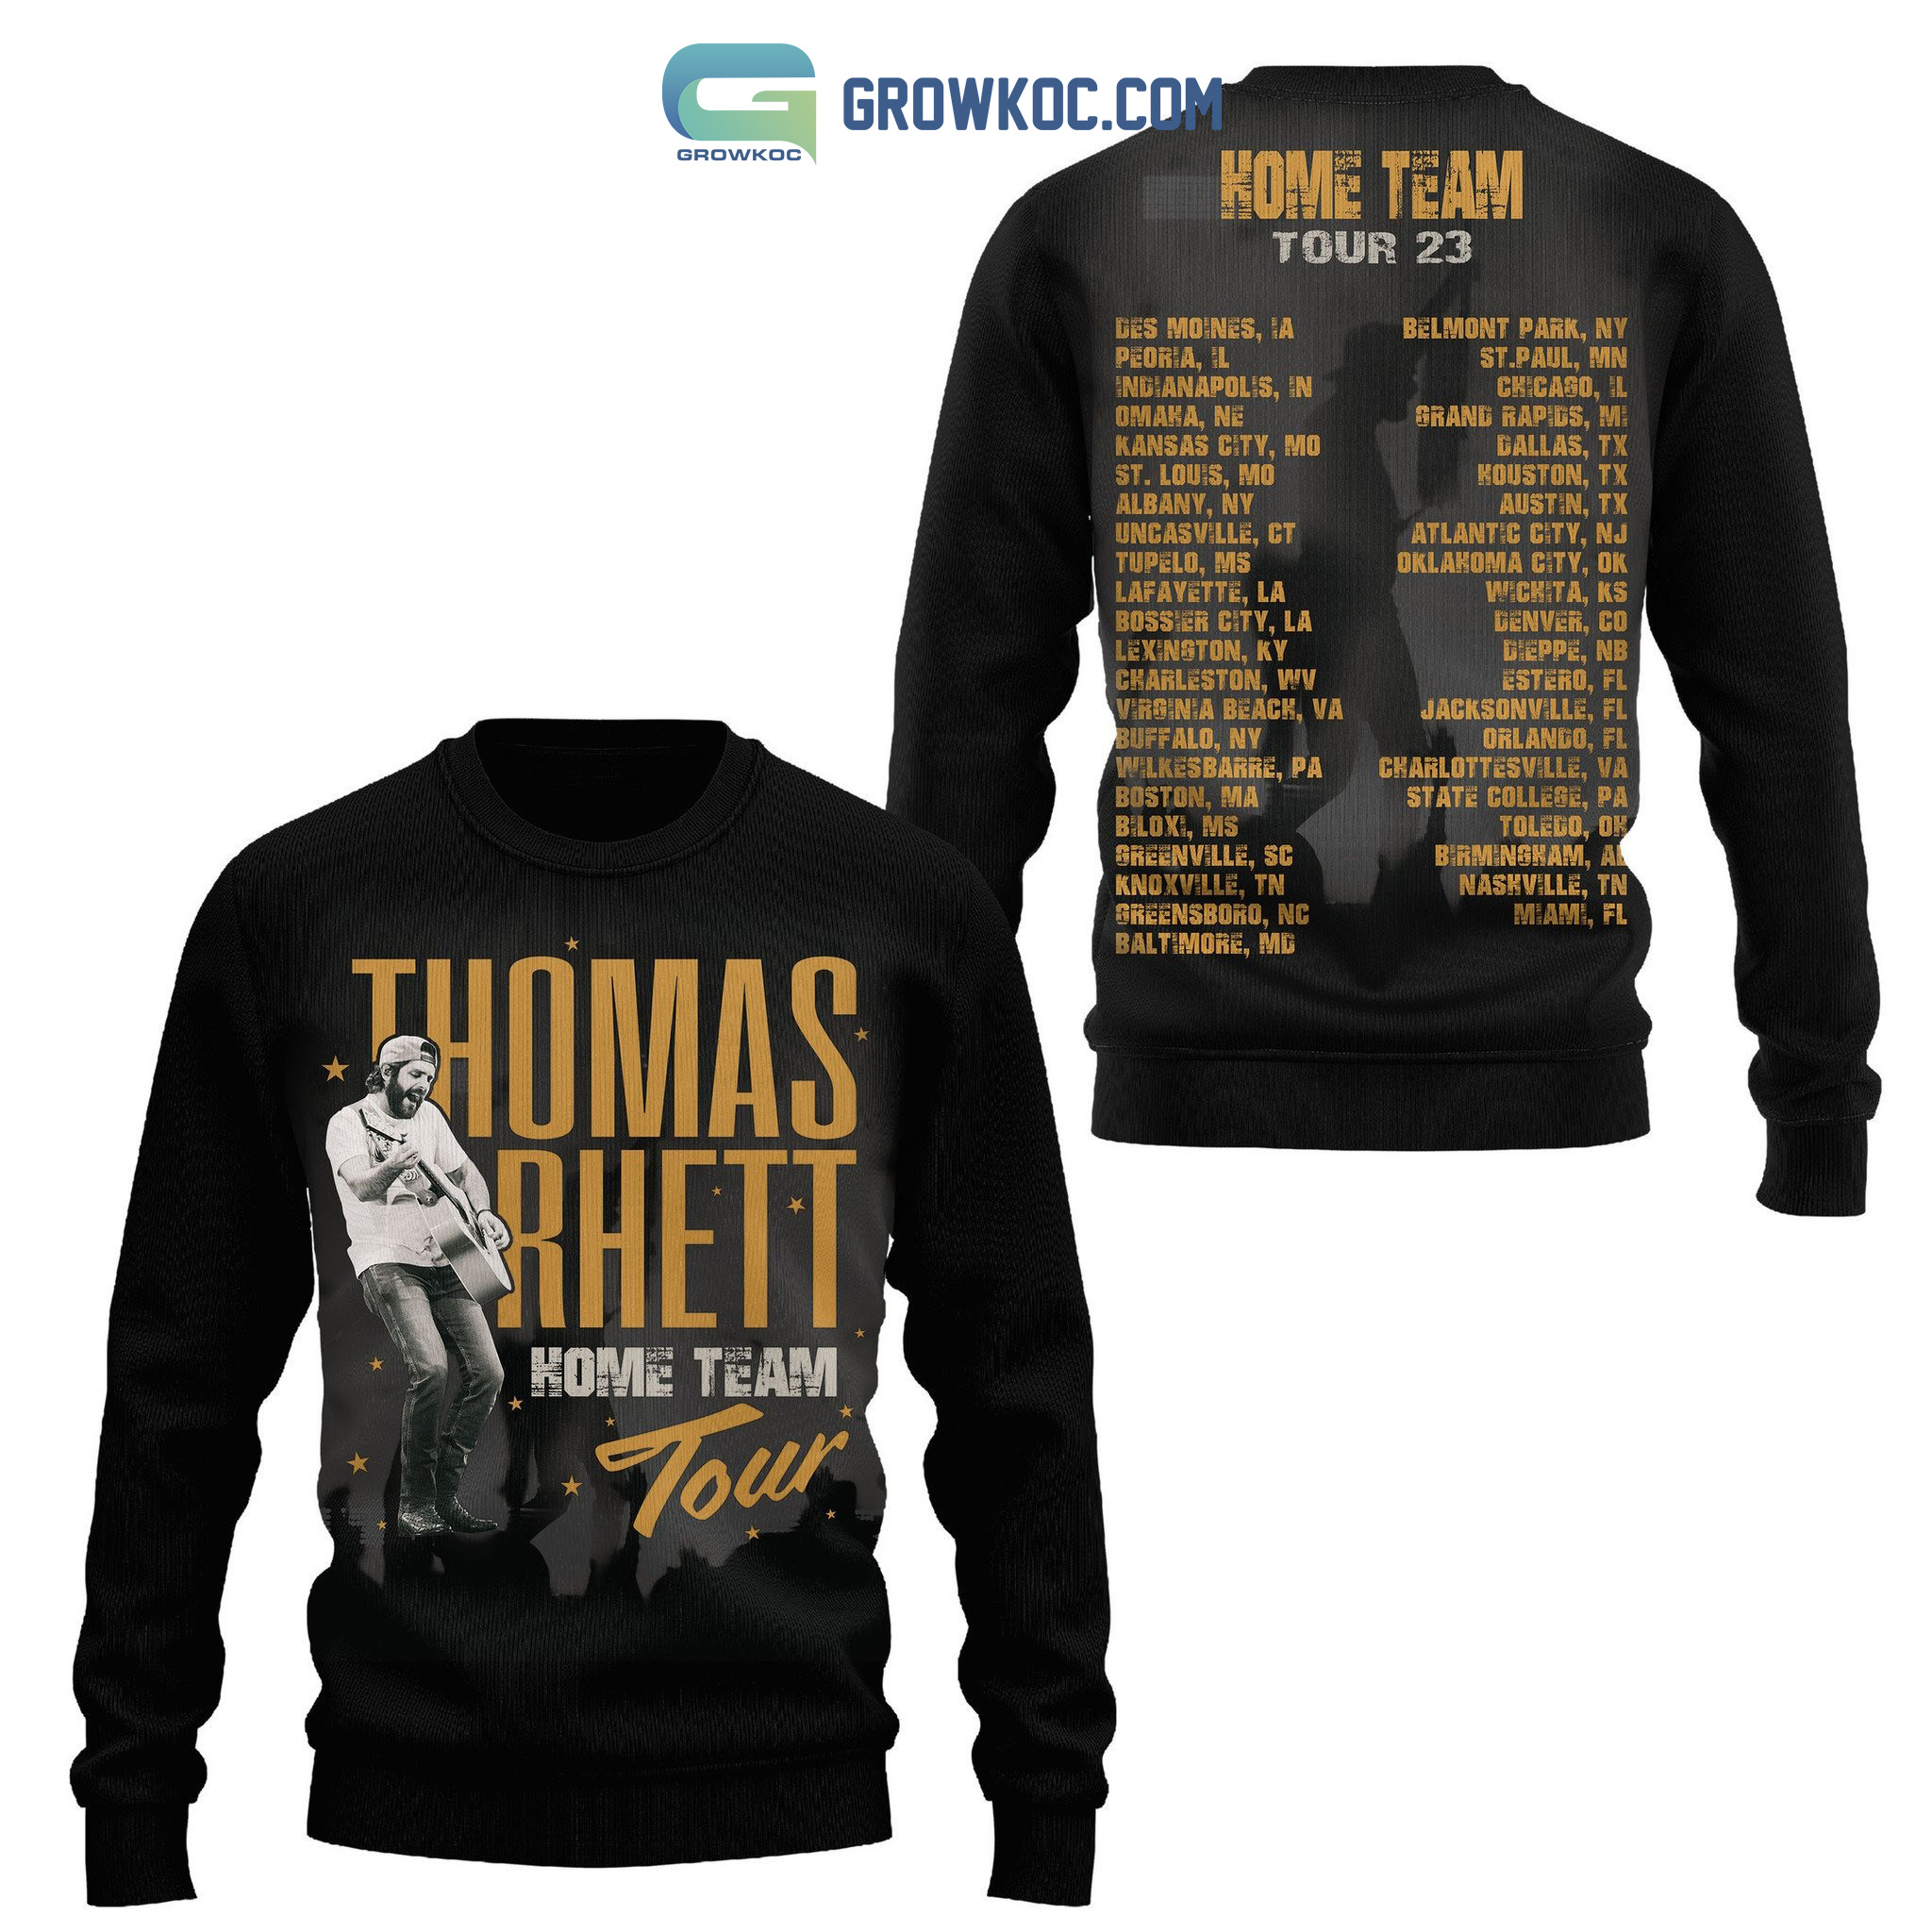 GROWKOC
GROWKOC.COM
HOME TEAM
TOUR 23
DES MOINES, IA
PEORIA, IL
INDIANAPOLIS, IN
OMAHA, NE
KANSAS CITY, MO
ST. LOUIS, MO
ALBANY, NY
UNCASVILLE, CT
TUPELO, MS
LAFAYETTE, LA
BOSSIER CITY, LA
LEXINGTON, KY
CHARLESTON, WV
VIRGINIA BEACH, VA
BUFFALO, NY
WILKESBARRE, PA
BOSTON, MA
BILOXI, MS
GREENVILLE, SC
KNOXVILLE, TN
GREENSBORO, NC
BALTIMORE, MD
BELMONT PARK, NY
ST.PAUL, MN
CHICAGO, IL
GRAND RAPIDS, MI
DALLAS, TX
HOUSTON, TX
AUSTIN, TX
ATLANTIC CITY, NJ
OKLAHOMA CITY, OK
WICHITA, KS
DENVER, CO
DIEPPE, NB
ESTERO, FL
JACKSONVILLE, FL
ORLANDO, FL
CHARLOTTESVILLE, VA
STATE COLLEGE, PA
TOLEDO, OH
BIRMINGHAM, AL
NASHVILLE, TN
MIAMI, FL
THOMAS
RHETT
HOME TEAM
Tour